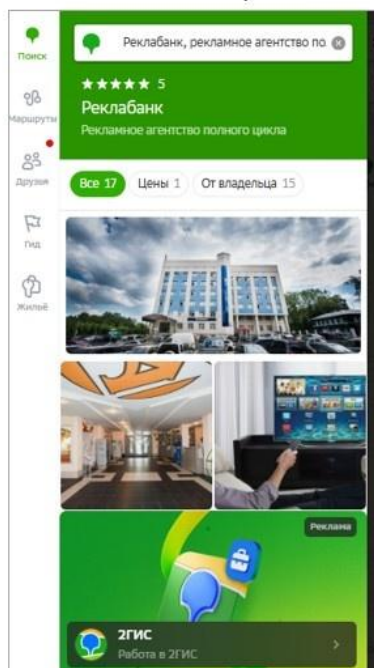 Поиск
Маршруты
Друзья
Гид
Жильё
Реклабанк, рекламное агентство по
5
Реклабанк
Рекламное агентство полного цикла
Все 17
Цены 1
От владельца 15
Реклама
2ГИС
Работа в 2ГИС